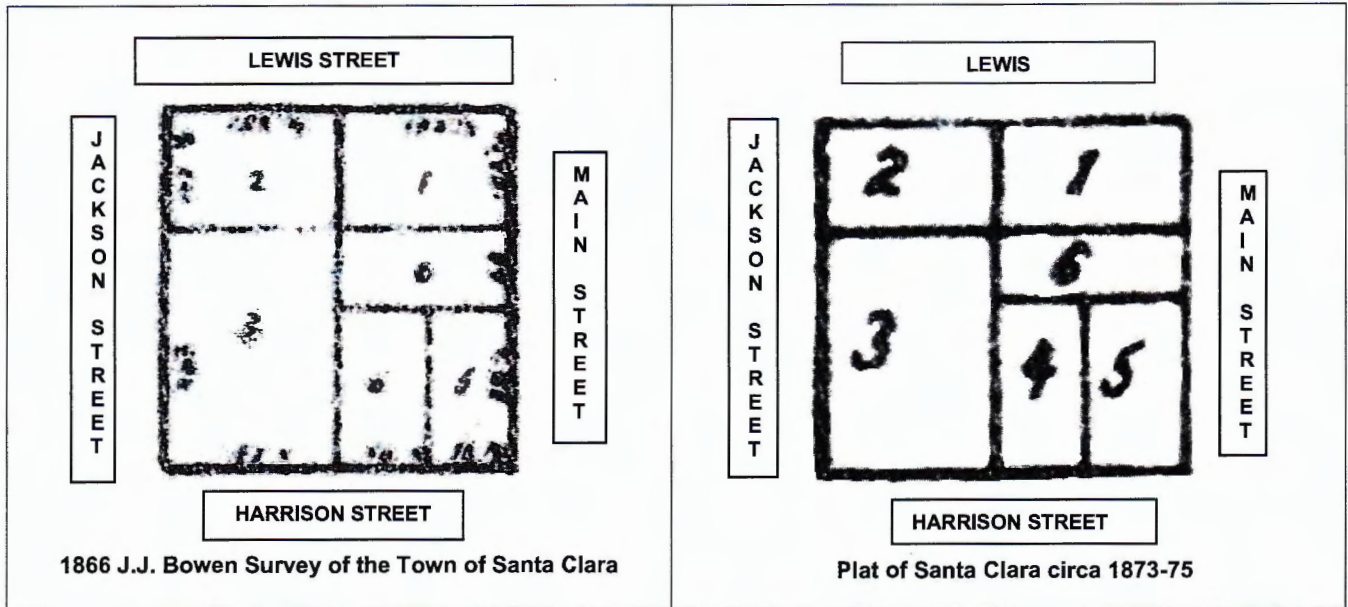 LEWIS STREET
JACKSON STREET
2
1
MAIN STREET
3
6
5
HARRISON STREET
1866 J.J. Bowen Survey of the Town of Santa Clara
LEWIS
JACKSON STREET
2
1
MAIN STREET
6
3
4
5
HARRISON STREET
Plat of Santa Clara circa 1873-75